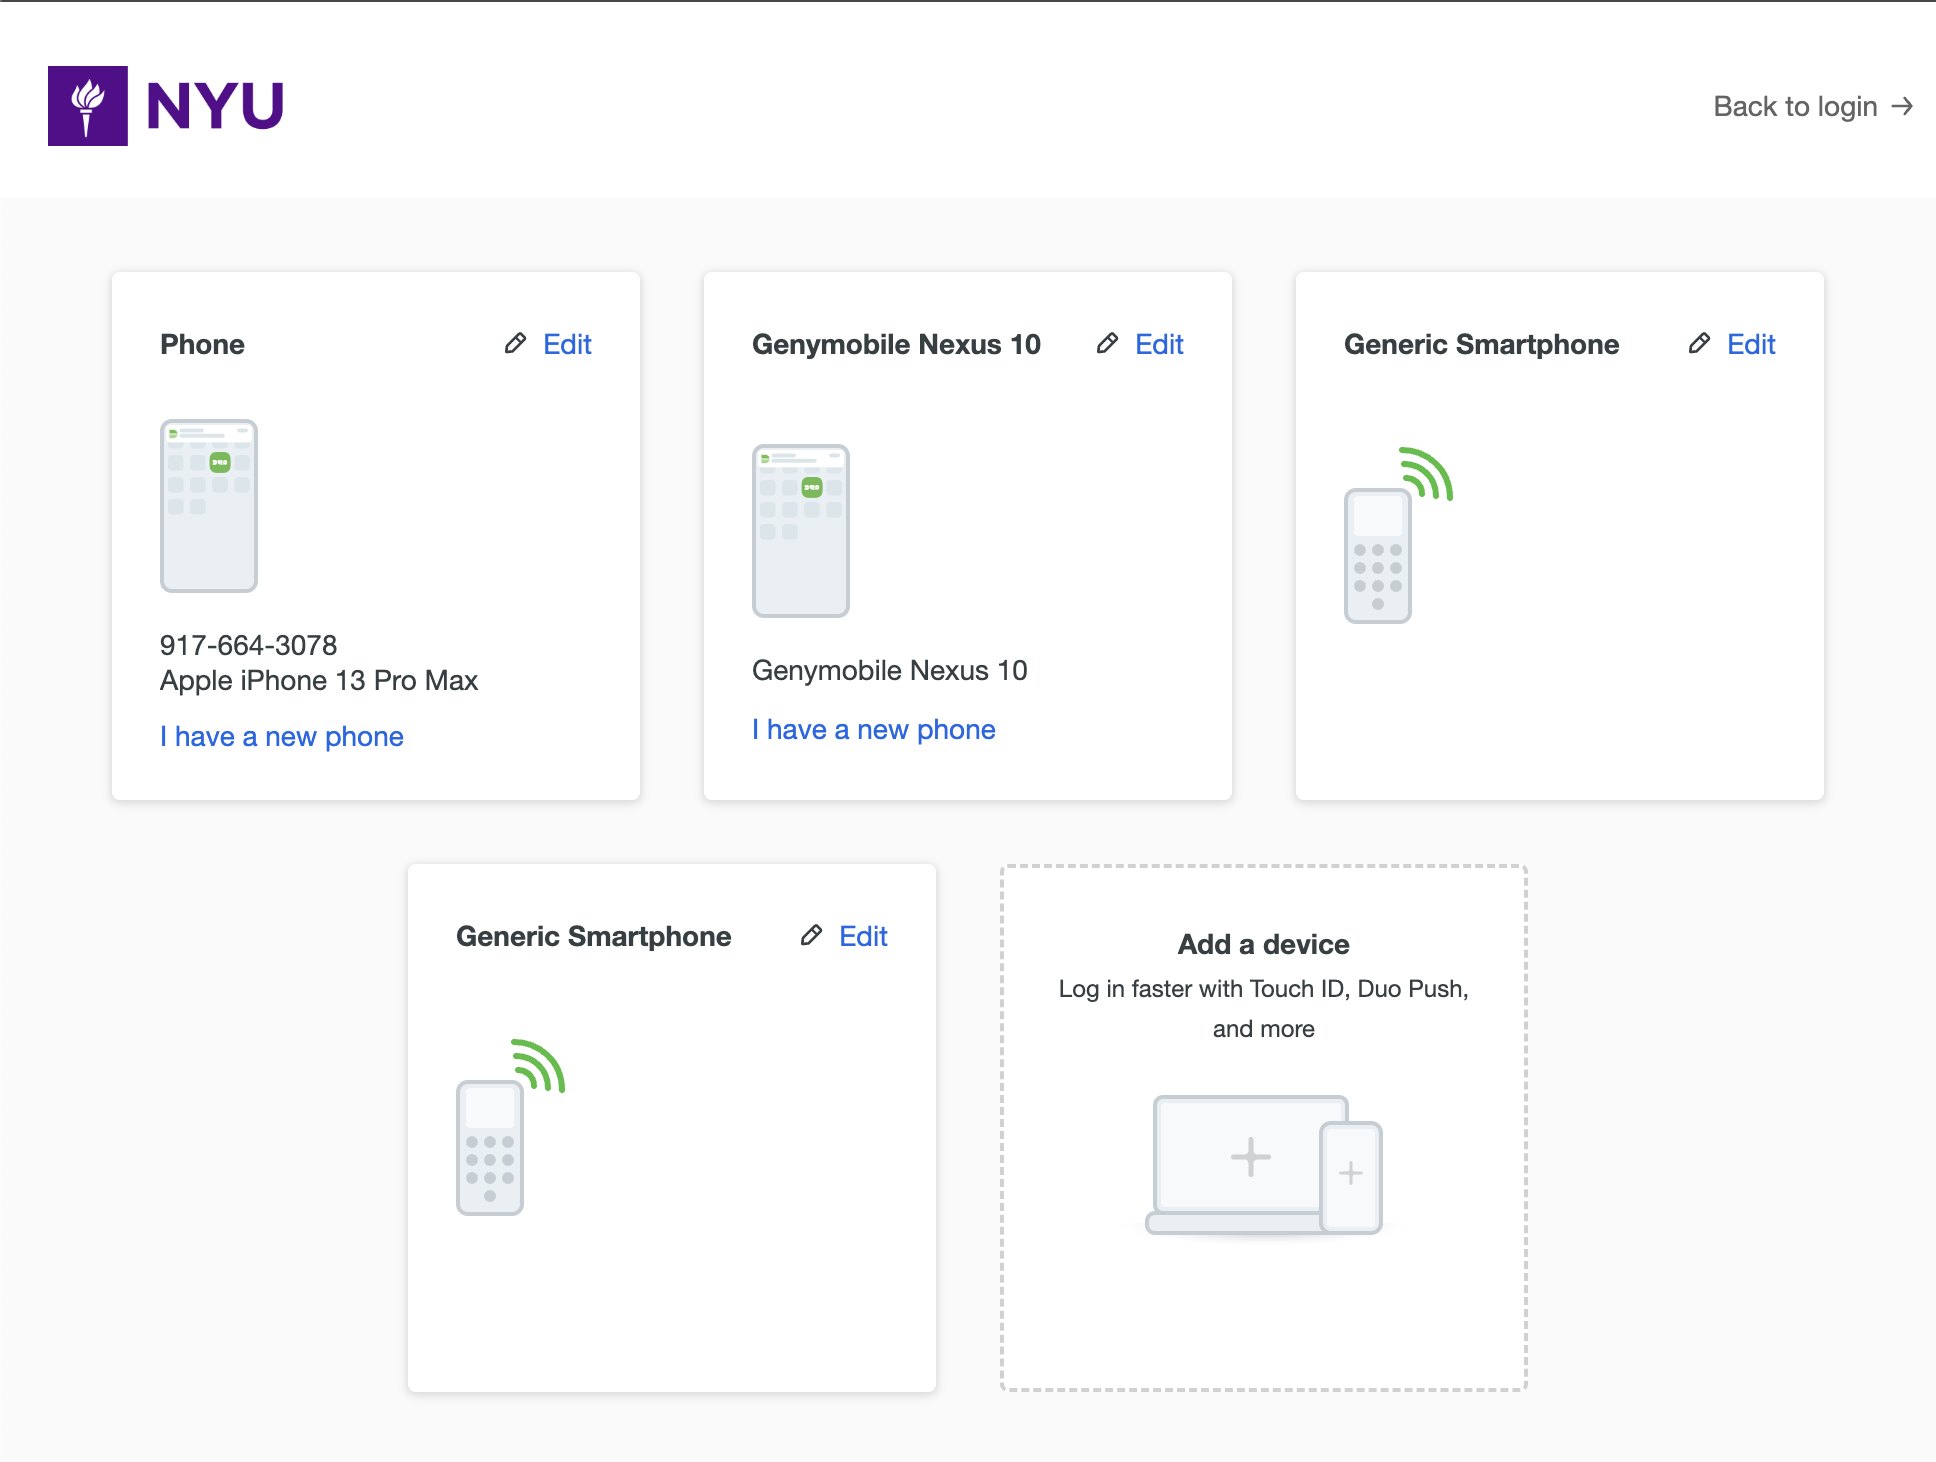 NYU
Back to login →
Phone
Edit
917-664-3078
Apple iPhone 13 Pro Max
I have a new phone
Genymobile Nexus 10
Edit
Genymobile Nexus 10
I have a new phone
Generic Smartphone
Edit
Generic Smartphone
Edit
Add a device
Log in faster with Touch ID, Duo Push,
and more